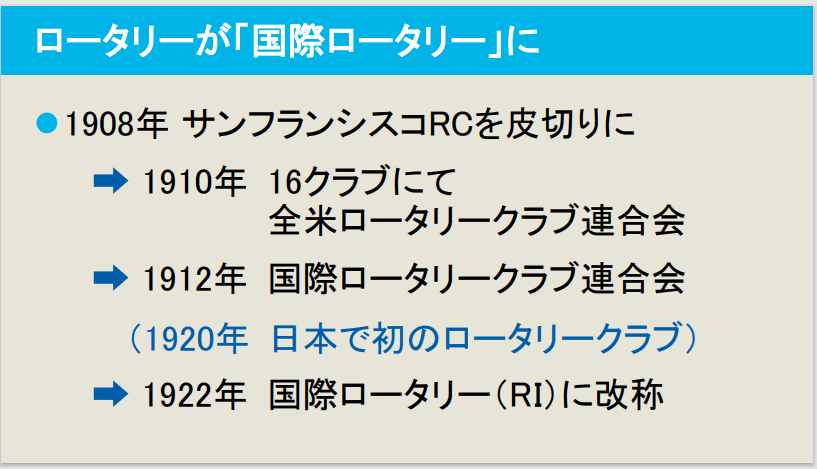 ロータリーが「国際ロータリー」に
●1908年 サンフランシスコRCを皮切りに
➡ 1910年 16クラブにて
全米ロータリークラブ連合会
➡ 1912年 国際ロータリークラブ連合会
（1920年 日本で初のロータリークラブ）
➡ 1922年 国際ロータリー（RI）に改称